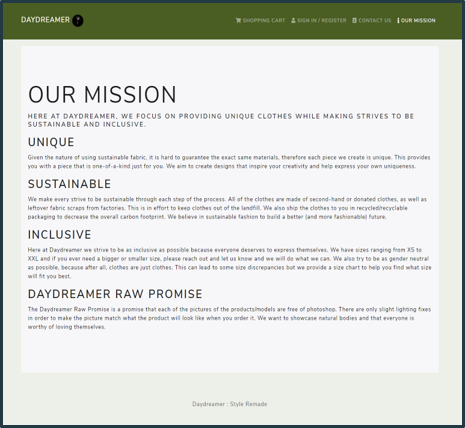 DAYDREAMER
SHOPPING CART
SIGN IN / REGISTER
CONTACT US
OUR MISSION
OUR MISSION
HERE AT DAYDREAMER, WE FOCUS ON PROVIDING UNIQUE CLOTHES WHILE MAKING STRIVES TO BE
SUSTAINABLE AND INCLUSIVE.
UNIQUE
Given the nature of using sustainable fabric, it is hard to guarantee the exact same materials, therefore each piece we create is unique. This provides
you with a piece that is one-of-a-kind just for you. We aim to create designs that inspire your creativity and help express your own uniqueness.
SUSTAINABLE
We make every strive to be sustainable through each step of the process. All of the clothes are made of second-hand or donated clothes, as well as
leftover fabric scraps from factories. This is in effort to keep clothes out of the landfill. We also ship the clothes to you in recycled/recyclable
packaging to decrease the overall carbon footprint. We believe in sustainable fashion to build a better (and more fashionable) future.
INCLUSIVE
Here at Daydreamer we strive to be as inclusive as possible because everyone deserves to express themselves. We have sizes ranging from XS to
XXL and if you ever need a bigger or smaller size, please reach out and let us know and we will do what we can. We also try to be as gender neutral
as possible, because after all, clothes are just clothes. This can lead to some size discrepancies but we provide a size chart to help you find what size
will fit you best.
DAYDREAMER RAW PROMISE
The Daydreamer Raw Promise is a promise that each of the pictures of the products/models are free of photoshop. There are only slight lighting fixes
in order to make the picture match what the product will look like when you order it. We want to showcase natural bodies and that everyone is
worthy of loving themselves.
Daydreamer : Style Remade